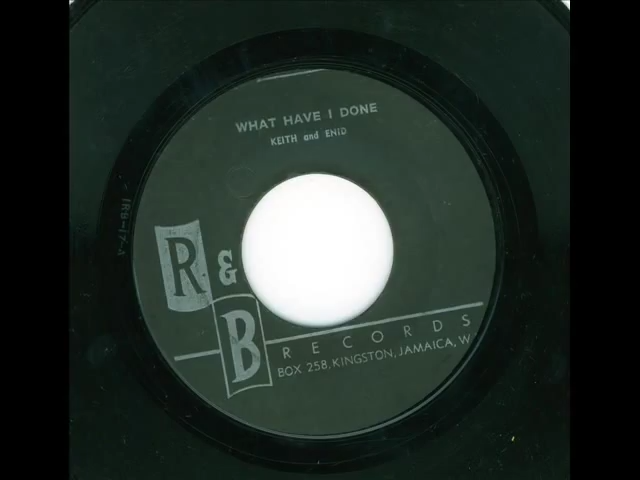 WHAT HAVE I DONE
KEITH and ENID
R & B
RECORDS
BOX 258, KINGSTON, JAMAICA, W